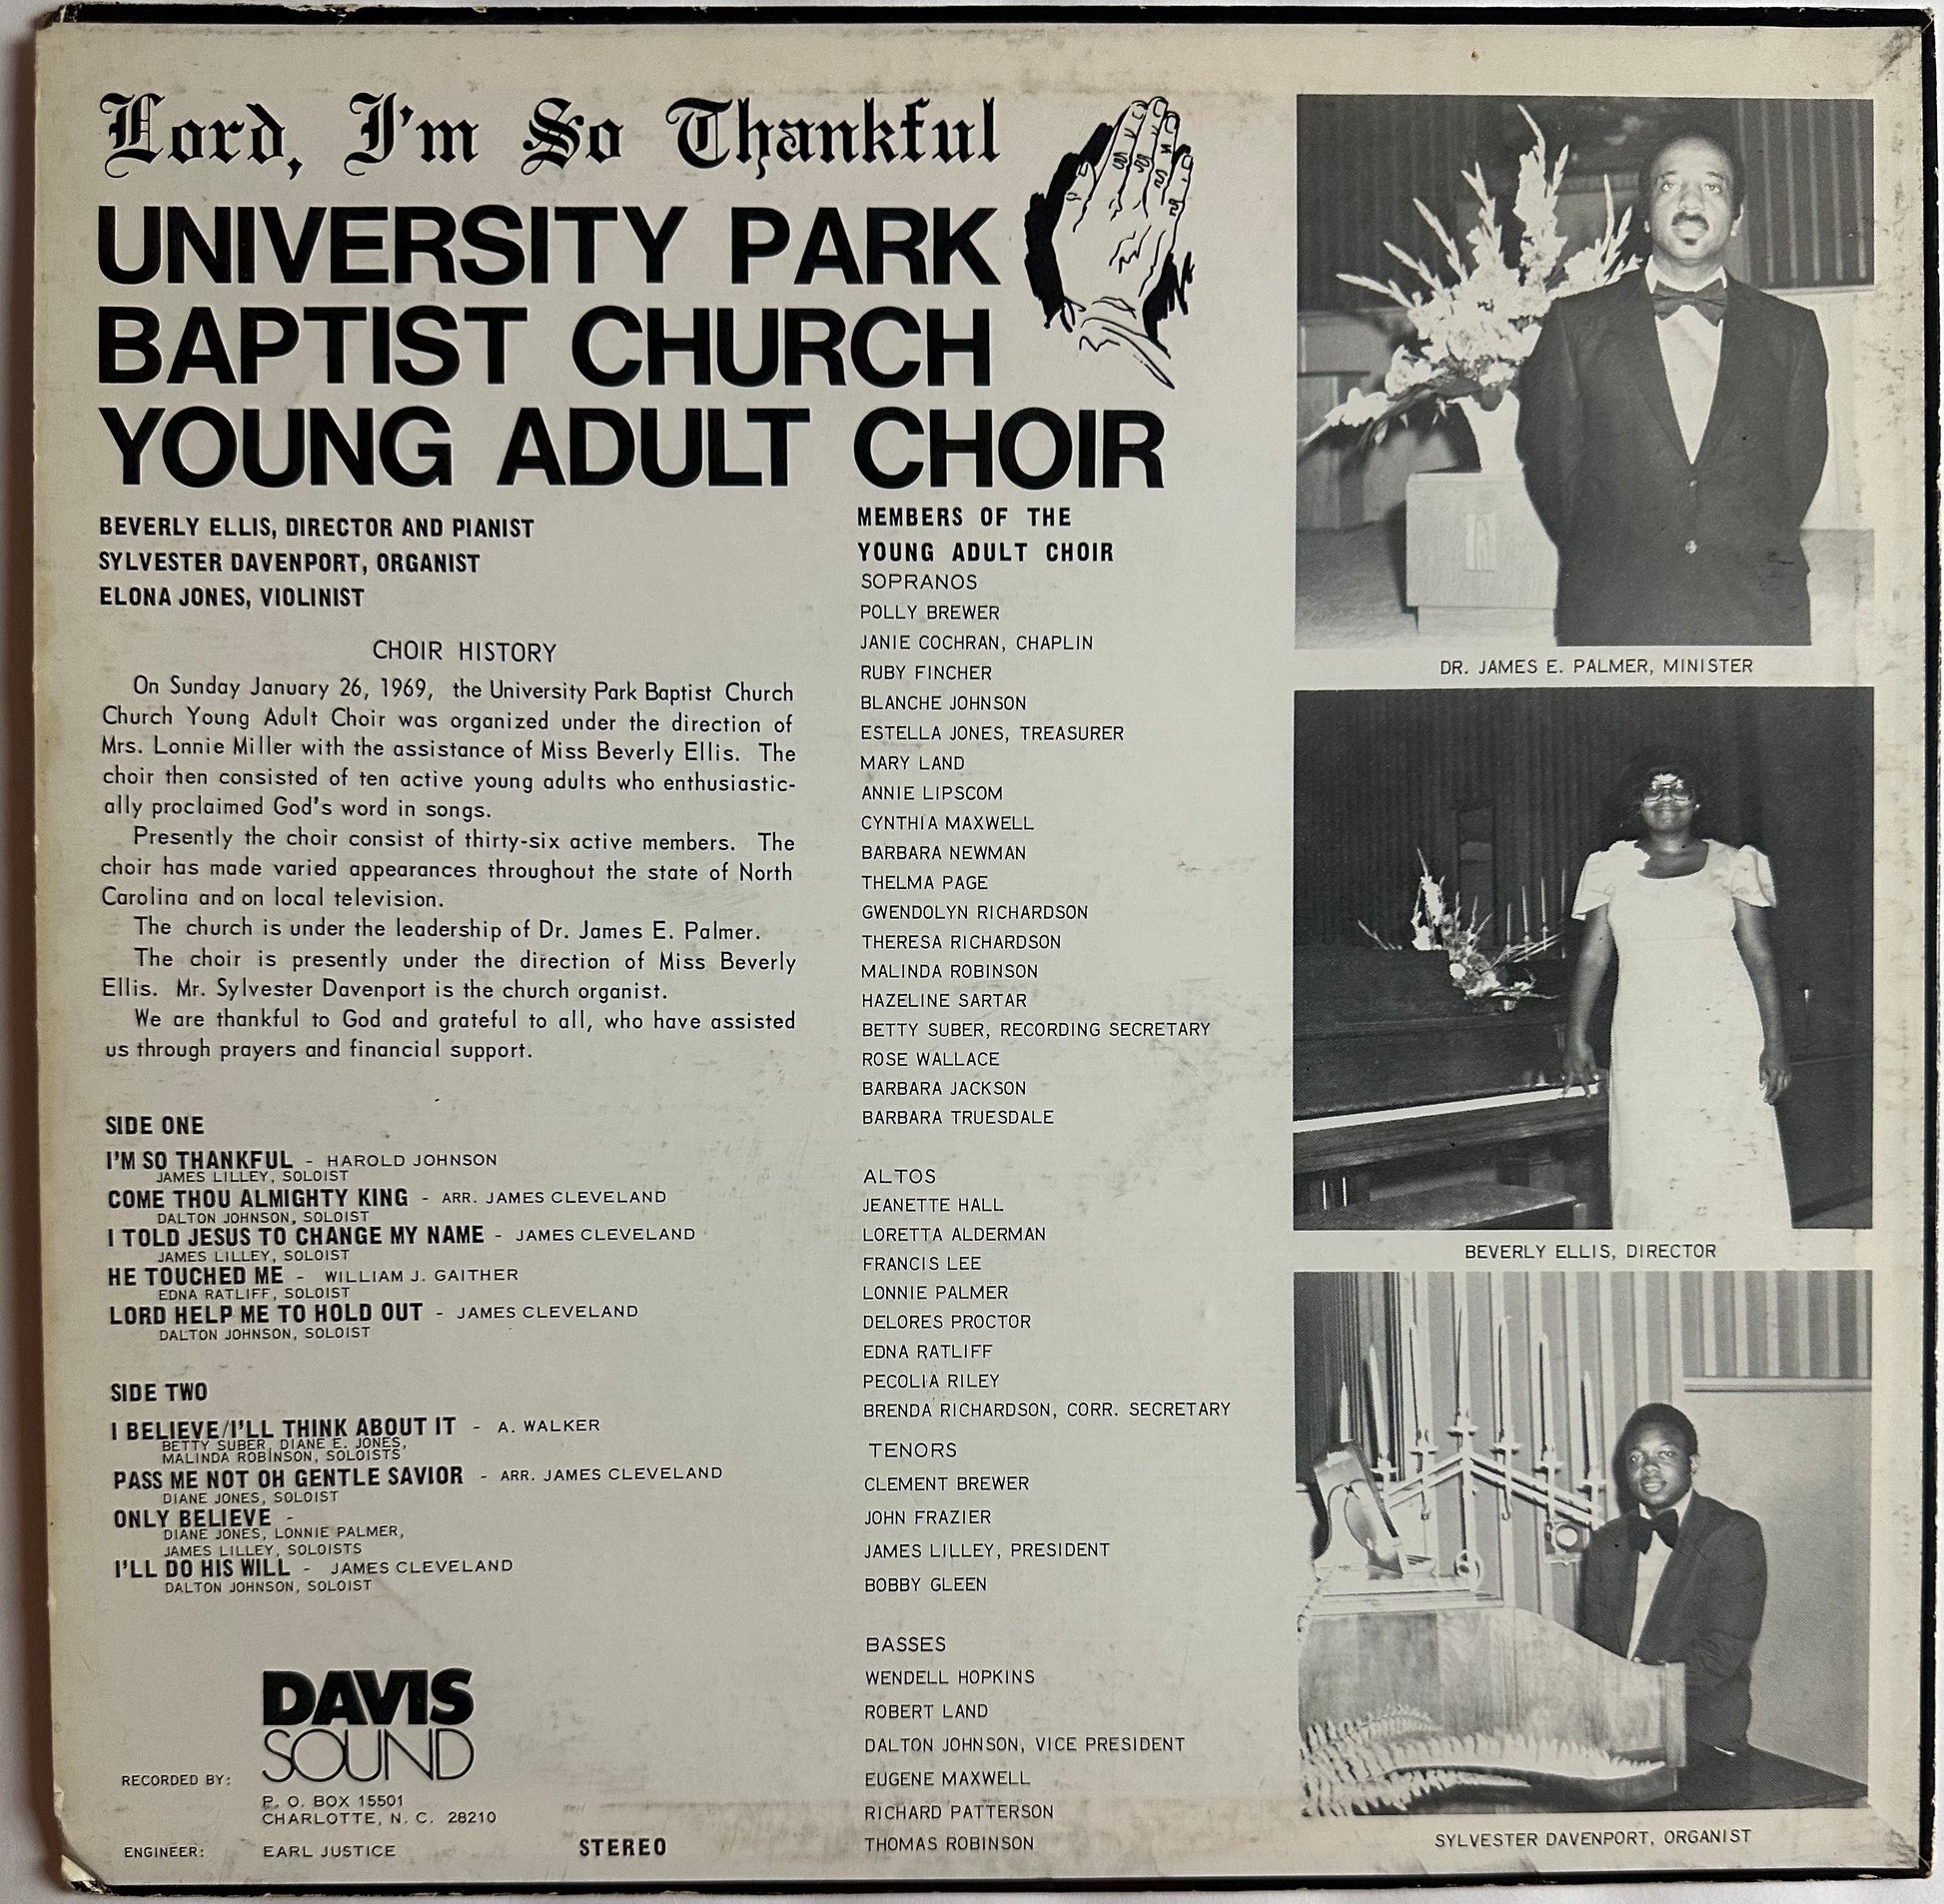 Lord, I'm So Thankful
UNIVERSITY PARK
BAPTIST CHURCH
YOUNG ADULT CHOIR
BEVERLY ELLIS, DIRECTOR AND PIANIST
SYLVESTER DAVENPORT, ORGANIST
ELONA JONES, VIOLINIST
CHOIR HISTORY
On Sunday January 26, 1969, the University Park Baptist Church
Church Young Adult Choir was organized under the direction of
Mrs. Lonnie Miller with the assistance of Miss Beverly Ellis. The
choir then consisted of ten active young adults who enthusiastic-
ally proclaimed God's word in songs.
Presently the choir consist of thirty-six active members. The
choir has made varied appearances throughout the state of North
Carolina and on local television.
The church is under the leadership of Dr. James E. Palmer.
The choir is presently under the direction of Miss Beverly
Ellis. Mr. Sylvester Davenport is the church organist.
We are thankful to God and grateful to all, who have assisted
us through prayers and financial support.
SIDE ONE
I'M SO THANKFUL - HAROLD JOHNSON
JAMES LILLEY, SOLOIST
COME THOU ALMIGHTY KING - ARR. JAMES CLEVELAND
DALTON JOHNSON, SOLOIST
I TOLD JESUS TO CHANGE MY NAME - JAMES CLEVELAND
JAMES LILLEY, SOLOIST
HE TOUCHED ME - WILLIAM J. GAITHER
EDNA RATLIFF, SOLOIST
LORD HELP ME TO HOLD OUT - JAMES CLEVELAND
DALTON JOHNSON, SOLOIST
SIDE TWO
I BELIEVE/I'LL THINK ABOUT IT - A. WALKER
BETTY SUBER, DIANE E. JONES,
MALINDA ROBINSON, SOLOISTS
PASS ME NOT OH GENTLE SAVIOR - ARR. JAMES CLEVELAND
DIANE JONES, SOLOIST
ONLY BELIEVE -
DIANE JONES, LONNIE PALMER,
JAMES LILLEY, SOLOISTS
I'LL DO HIS WILL - JAMES CLEVELAND
DALTON JOHNSON, SOLOIST
RECORDED BY:
DAVIS
SOUND
P. O. BOX 15501
CHARLOTTE, N. C. 28210
ENGINEER: EARL JUSTICE
STEREO
MEMBERS OF THE
YOUNG ADULT CHOIR
SOPRANOS
POLLY BREWER
JANIE COCHRAN, CHAPLIN
RUBY FINCHER
BLANCHE JOHNSON
ESTELLA JONES, TREASURER
MARY LAND
ANNIE LIPSCOM
CYNTHIA MAXWELL
BARBARA NEWMAN
THELMA PAGE
GWENDOLYN RICHARDSON
THERESA RICHARDSON
MALINDA ROBINSON
HAZELINE SARTAR
BETTY SUBER, RECORDING SECRETARY
ROSE WALLACE
BARBARA JACKSON
BARBARA TRUESDALE
ALTOS
JEANETTE HALL
LORETTA ALDERMAN
FRANCIS LEE
LONNIE PALMER
DELORES PROCTOR
EDNA RATLIFF
PECOLIA RILEY
BRENDA RICHARDSON, CORR. SECRETARY
TENORS
CLEMENT BREWER
JOHN FRAZIER
JAMES LILLEY, PRESIDENT
BOBBY GLEEN
BASSES
WENDELL HOPKINS
ROBERT LAND
DALTON JOHNSON, VICE PRESIDENT
EUGENE MAXWELL
RICHARD PATTERSON
THOMAS ROBINSON
DR. JAMES E. PALMER, MINISTER
BEVERLY ELLIS, DIRECTOR
SYLVESTER DAVENPORT, ORGANIST